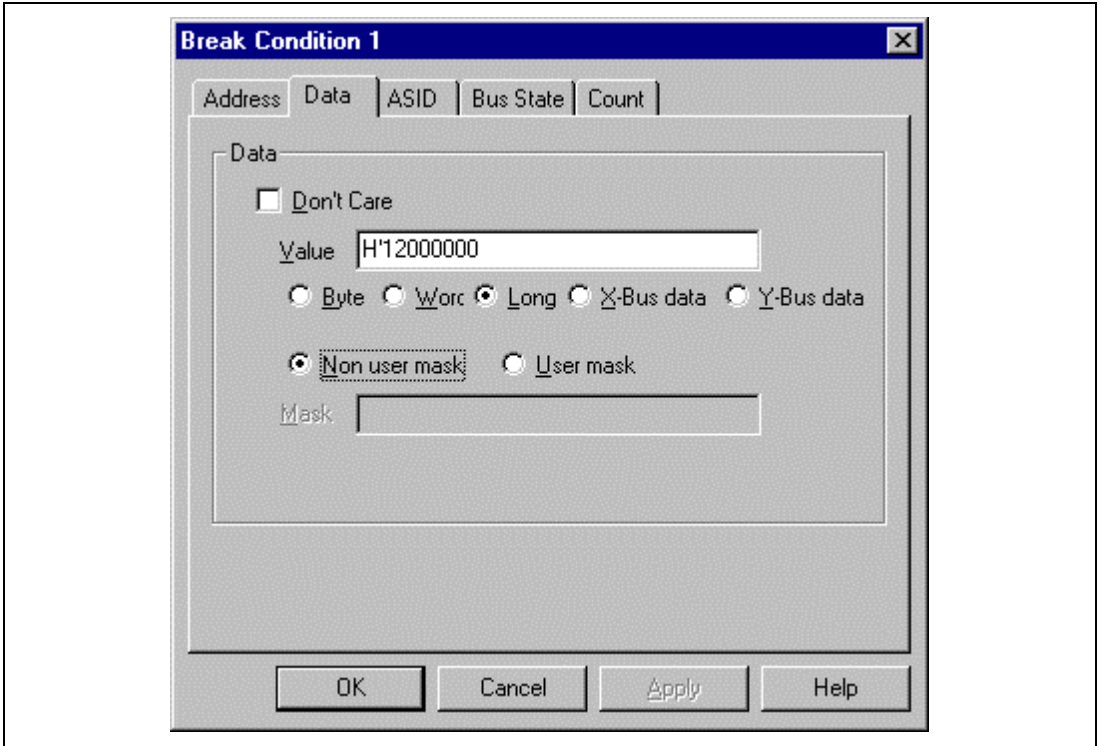 Break Condition 1
Address Data ASID Bus State Count
Data
Don't Care
Value H'12000000
Byte Worc Long X-Bus data Y-Bus data
Non user mask User mask
Mask
OK Cancel Apply Help